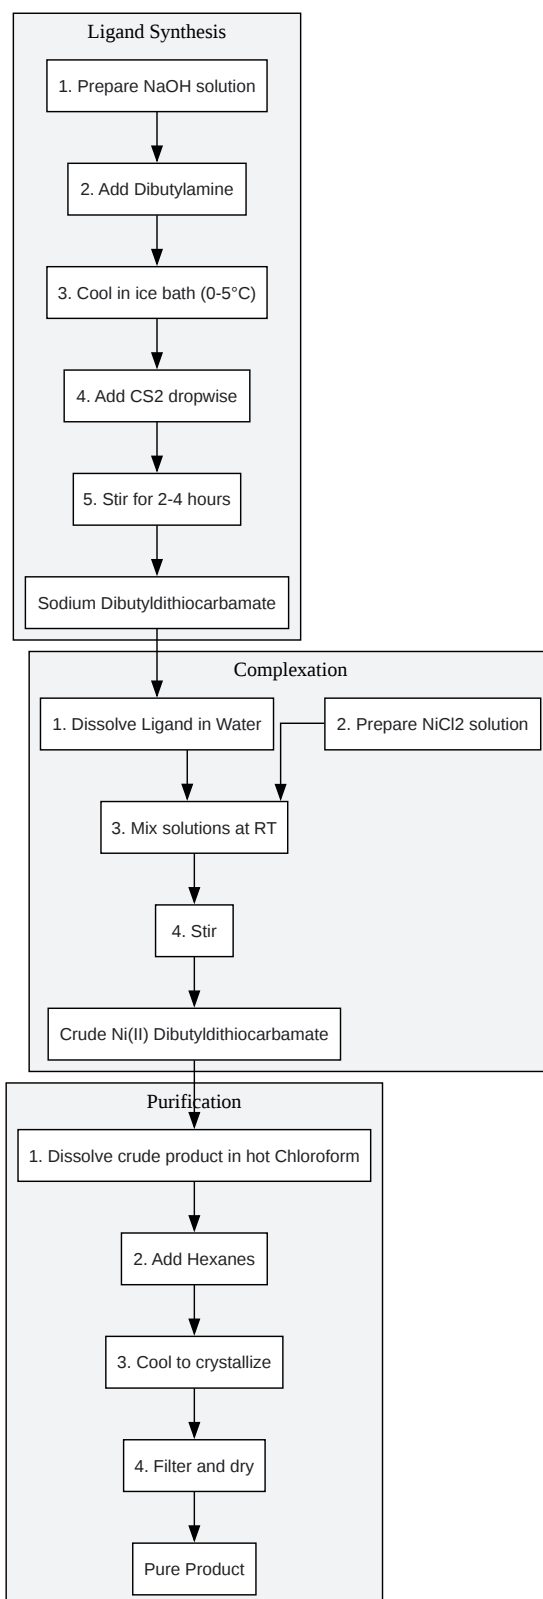 Ligand Synthesis
1. Prepare NaOH solution
2. Add Dibutylamine
3. Cool in ice bath (0-5°C)
4. Add CS2 dropwise
5. Stir for 2-4 hours
Sodium Dibutyldithiocarbamate
Complexation
1. Dissolve Ligand in Water
2. Prepare NiCl2 solution
3. Mix solutions at RT
4. Stir
Crude Ni(II) Dibutyldithiocarbamate
Purification
1. Dissolve crude product in hot Chloroform
2. Add Hexanes
3. Cool to crystallize
4. Filter and dry
Pure Product